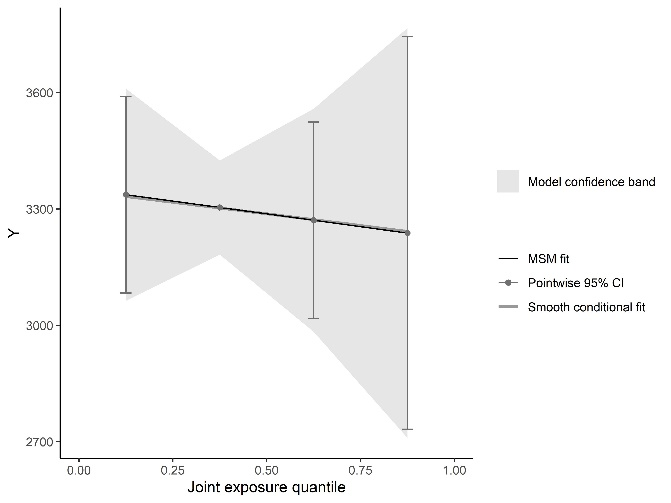 3600
3300
3000
2700
Y
0.00 0.25 0.50 0.75 1.00
Joint exposure quantile
Model confidence band
MSM fit
Pointwise 95% CI
Smooth conditional fit